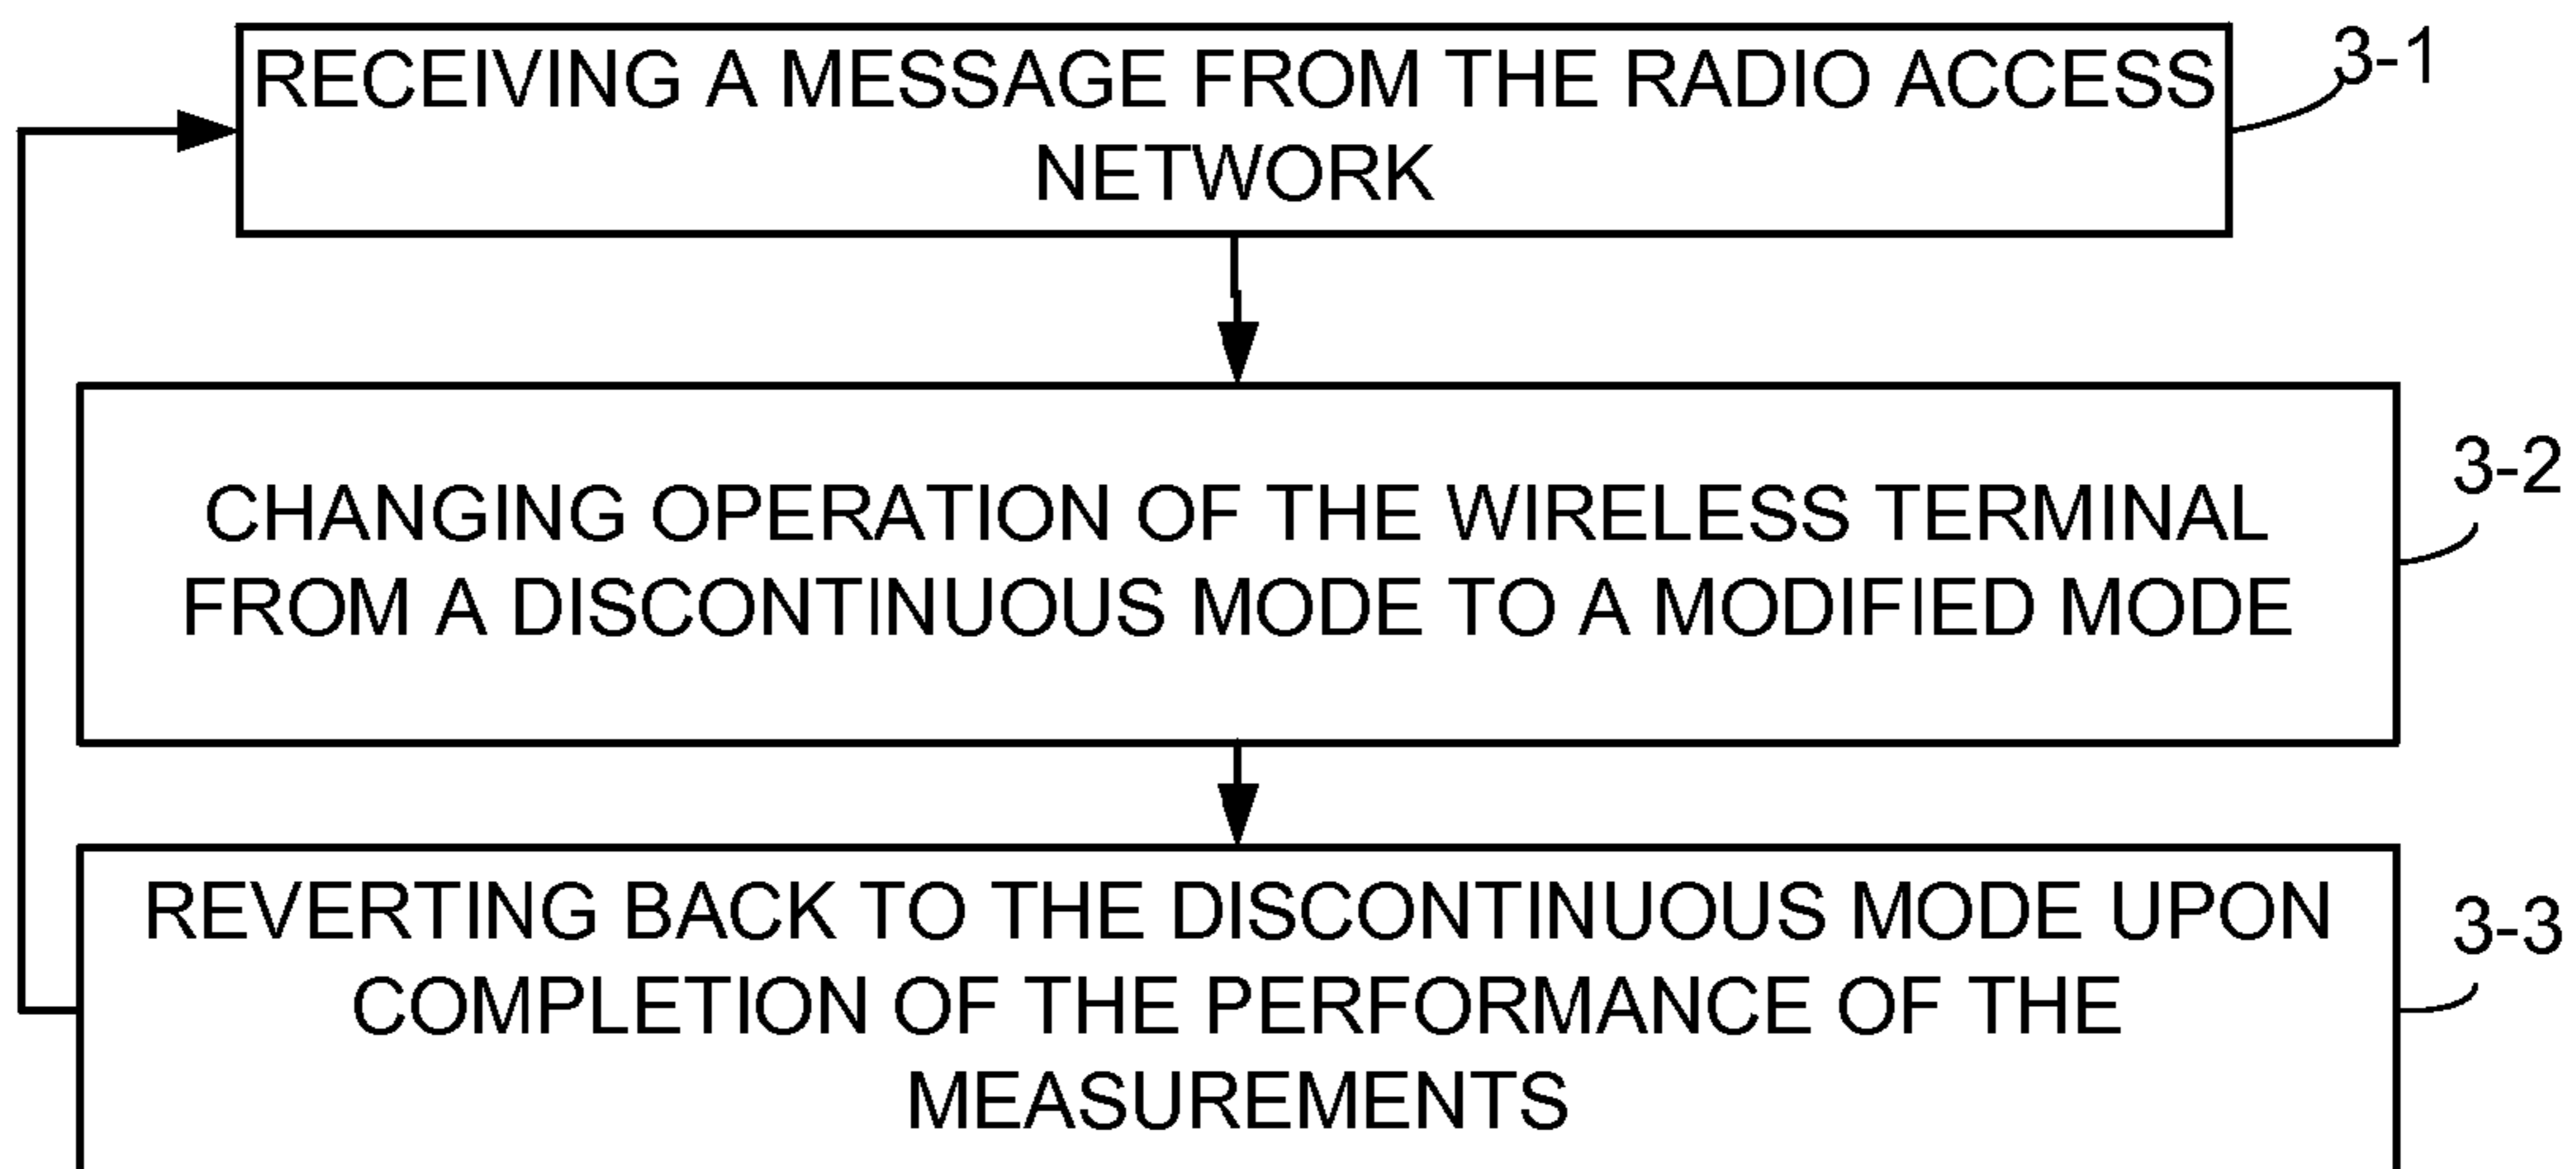 RECEIVING A MESSAGE FROM THE RADIO ACCESS
NETWORK
3-1
CHANGING OPERATION OF THE WIRELESS TERMINAL
FROM A DISCONTINUOUS MODE TO A MODIFIED MODE
3-2
REVERTING BACK TO THE DISCONTINUOUS MODE UPON
COMPLETION OF THE PERFORMANCE OF THE
MEASUREMENTS
3-3